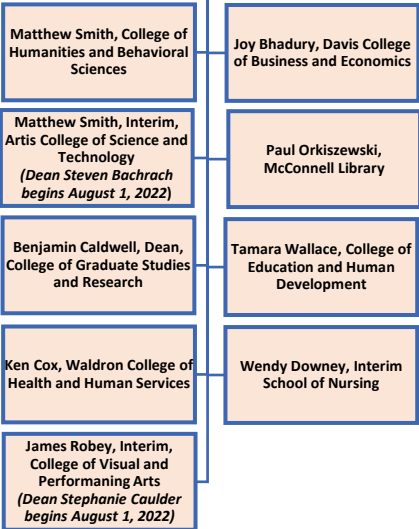 Matthew Smith, College of
Humanities and Behavioral
Sciences
Joy Bhadury, Davis College
of Business and Economics
Matthew Smith, Interim,
Artis College of Science and
Technology
(Dean Steven Bachrach
begins August 1, 2022)
Paul Orkiszewski,
McConnell Library
Benjamin Caldwell, Dean,
College of Graduate Studies
and Research
Tamara Wallace, College of
Education and Human
Development
Ken Cox, Waldron College of
Health and Human Services
Wendy Downey, Interim
School of Nursing
James Robey, Interim,
College of Visual and
Performaning Arts
(Dean Stephanie Caulder
begins August 1, 2022)